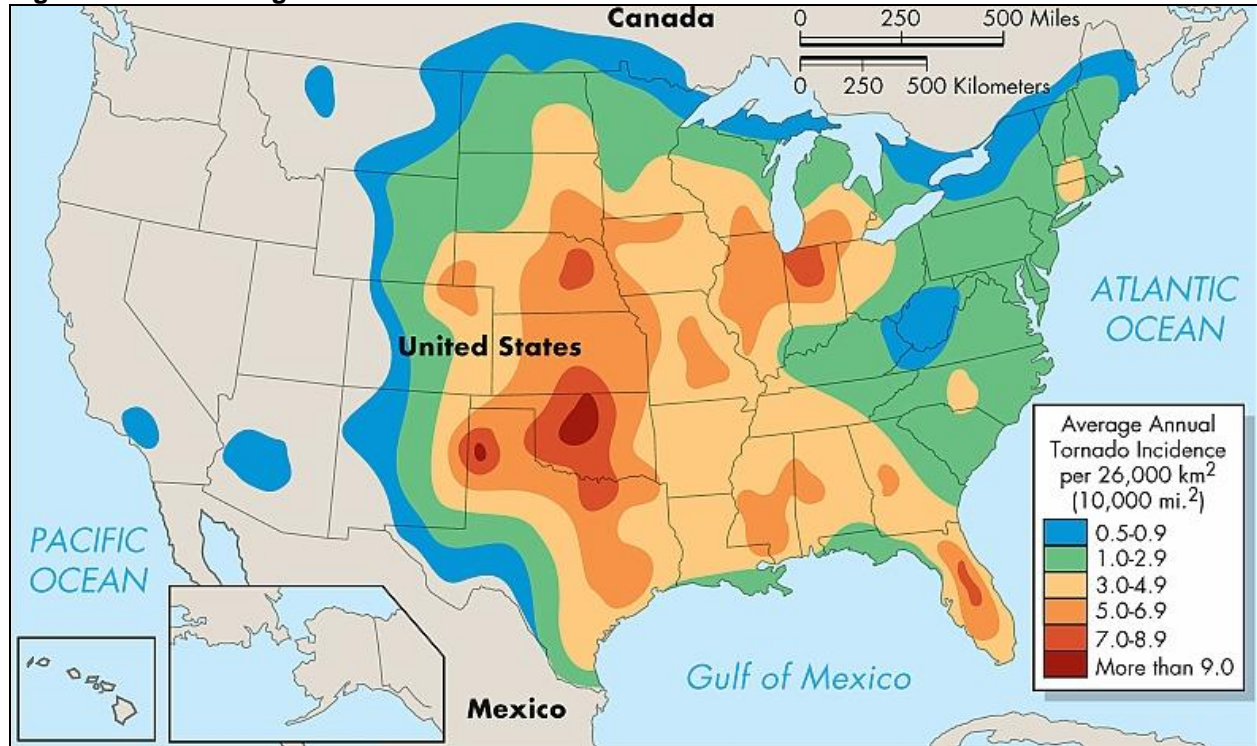 Canada
0 250 500 Miles
0 250 500 Kilometers
United States
ATLANTIC
OCEAN
Average Annual
Tornado Incidence
per 26,000 km²
(10,000 mi.²)
0.5-0.9
1.0-2.9
3.0-4.9
5.0-6.9
7.0-8.9
More than 9.0
PACIFIC
OCEAN
Gulf of Mexico
Mexico